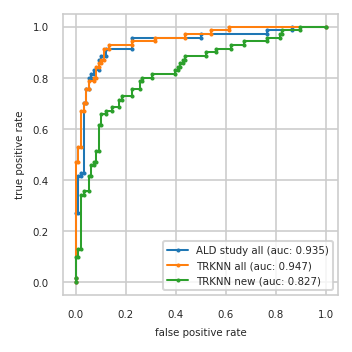 1.0
0.8
0.6
0.4
0.2
0.0
true positive rate
ALD study all (auc: 0.935)
TRKNN all (auc: 0.947)
TRKNN new (auc: 0.827)
0.0 0.2 0.4 0.6 0.8 1.0
false positive rate